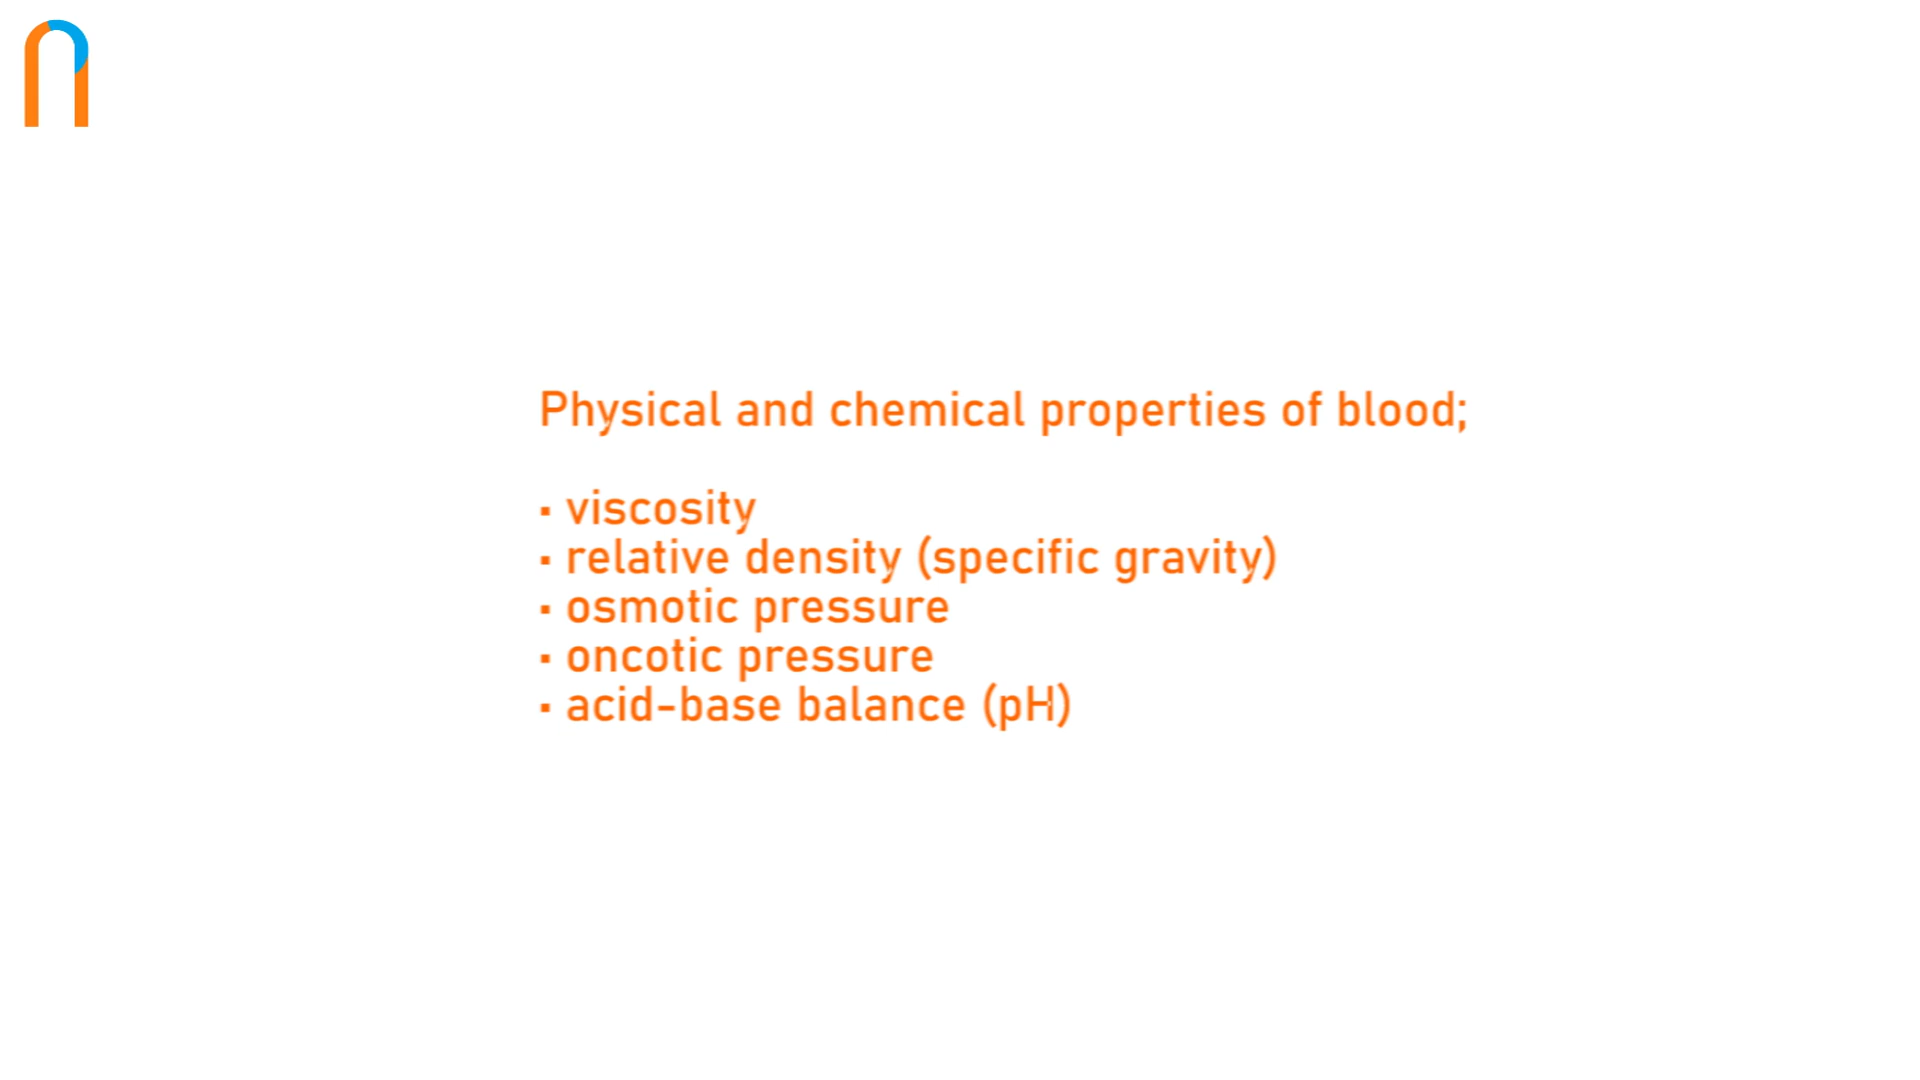 Physical and chemical properties of blood;
▪ viscosity
▪ relative density (specific gravity)
▪ osmotic pressure
▪ oncotic pressure
▪ acid-base balance (pH)